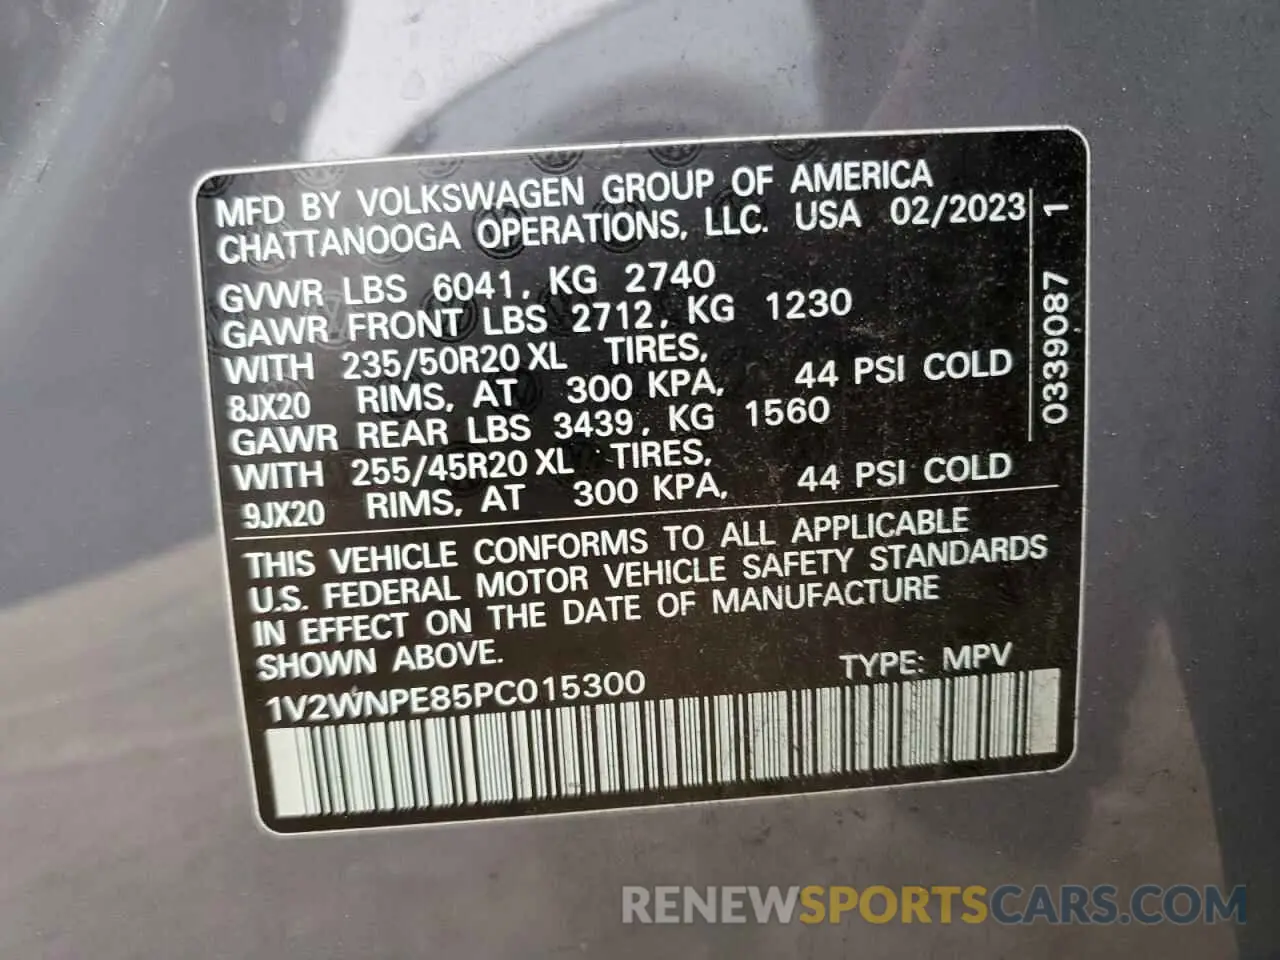 MFD BY VOLKSWAGEN GROUP OF AMERICA
CHATTANOOGA OPERATIONS, LLC. USA 02/2023
GVWR LBS 6041, KG 2740
GAWR FRONT LBS 2712, KG 1230
WITH 235/50R20 XL TIRES,
8JX20 RIMS, AT 300 KPA, 44 PSI COLD
GAWR REAR LBS 3439, KG 1560
WITH 255/45R20 XL TIRES,
9JX20 RIMS, AT 300 KPA, 44 PSI COLD
0339087 1
THIS VEHICLE CONFORMS TO ALL APPLICABLE
U.S. FEDERAL MOTOR VEHICLE SAFETY STANDARDS
IN EFFECT ON THE DATE OF MANUFACTURE
SHOWN ABOVE.
1V2WNPE85PC015300 TYPE: MPV
RENEWSPORTSCARS.COM